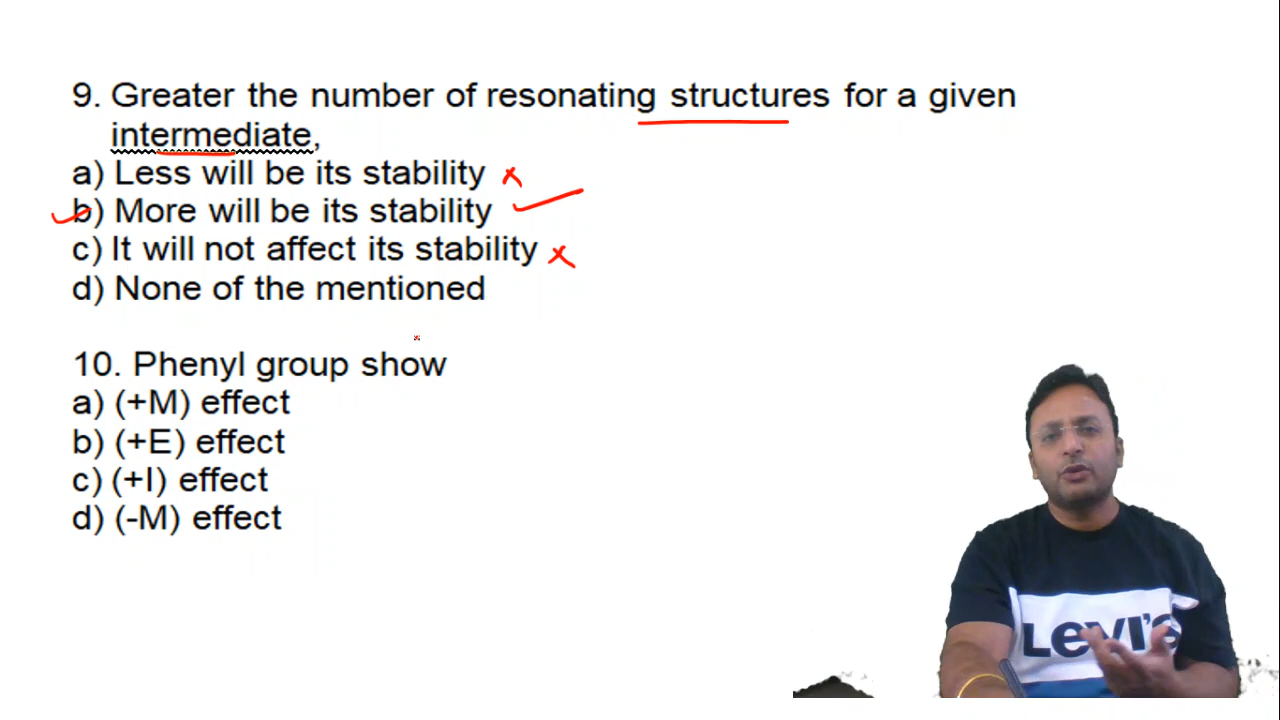 9. Greater the number of resonating structures for a given
intermediate,
a) Less will be its stability
b) More will be its stability
c) It will not affect its stability
d) None of the mentioned
10. Phenyl group show
a) (+M) effect
b) (+E) effect
c) (+I) effect
d) (-M) effect
Levi's